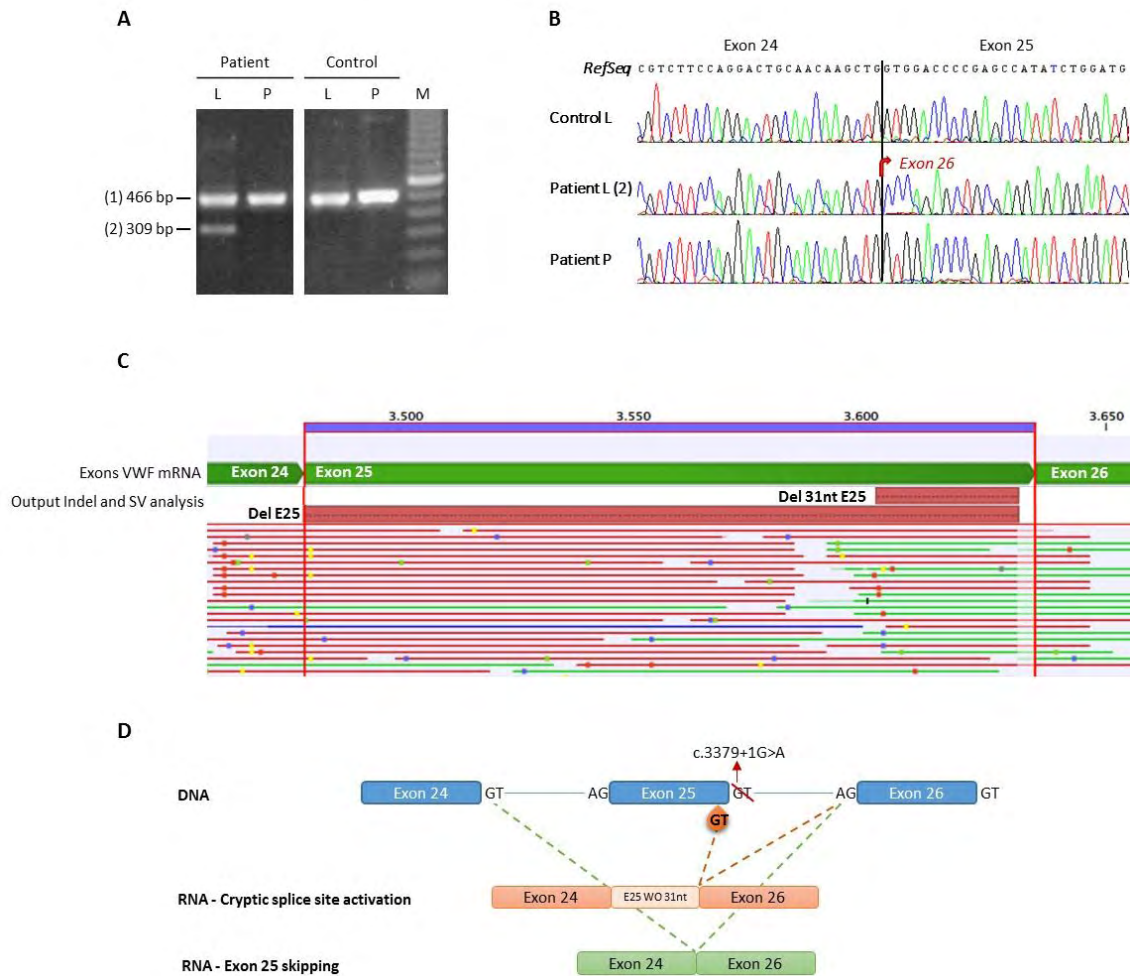 A
Patient
Control
L
P
L
P
M
(1) 466 bp
(2) 309 bp
B
Exon 24
Exon 25
RefSeq
CGTCTTCCAGGACTGCAACAAGCTGGTGGACCCCGAGCCATATCTGGATG
Control L
Exon 26
Patient L (2)
Patient P
C
3.500
3.550
3.600
3.650
Exons VWF mRNA
Exon 24
Exon 25
Exon 26
Output Indel and SV analysis
Del 31nt E25
Del E25
D
c.3379+1G>A
DNA
Exon 24
GT
AG
Exon 25
GT
AG
Exon 26
GT
GT
RNA - Cryptic splice site activation
Exon 24
E25 WO 31nt
Exon 26
RNA - Exon 25 skipping
Exon 24
Exon 26